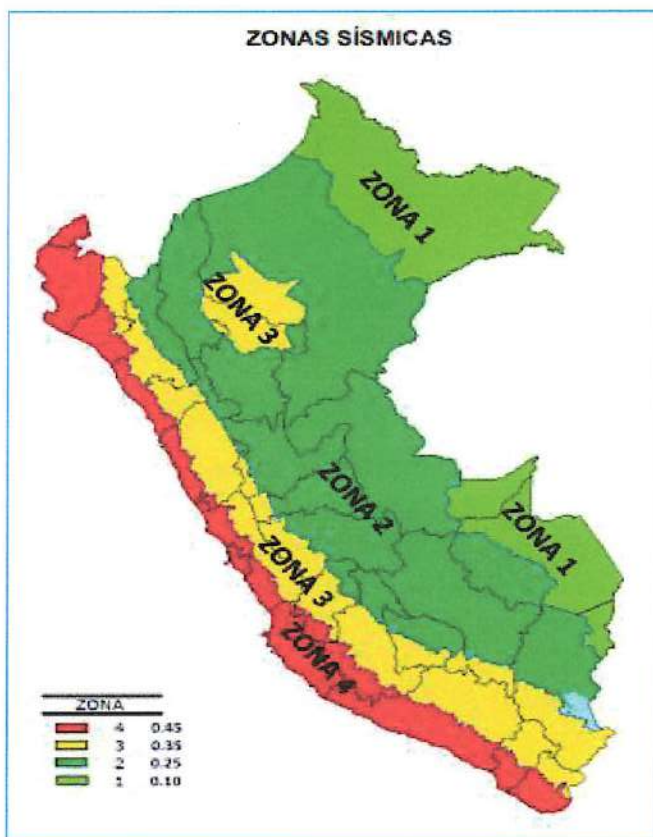 ZONAS SÍSMICAS
ZONA 1
ZONA 3
ZONA 2
ZONA 1
ZONA 3
ZONA 4
ZONA
4 0.45
3 0.35
2 0.25
1 0.10